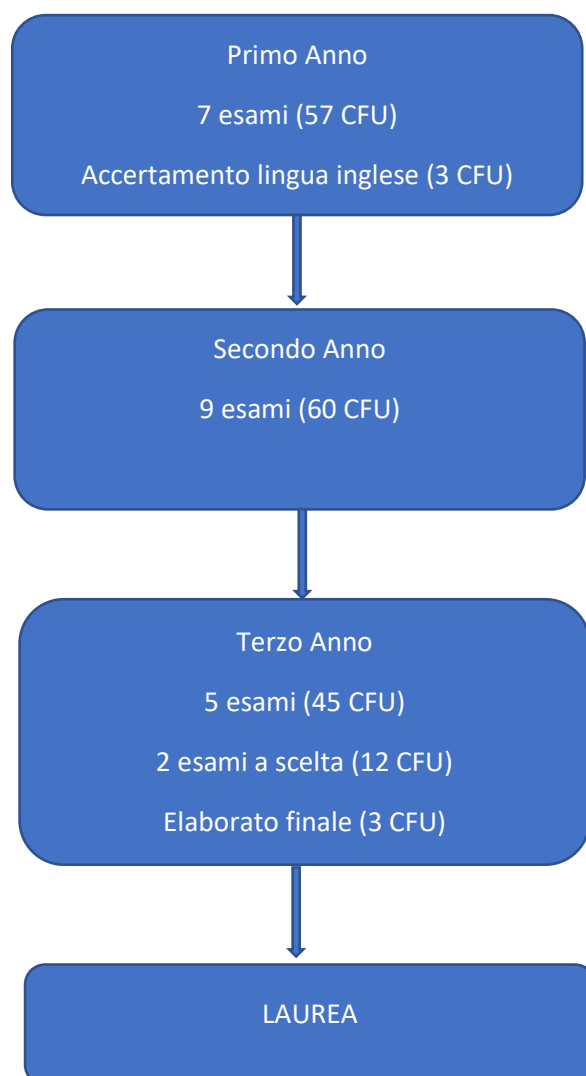 Primo Anno
7 esami (57 CFU)
Accertamento lingua inglese (3 CFU)
Secondo Anno
9 esami (60 CFU)
Terzo Anno
5 esami (45 CFU)
2 esami a scelta (12 CFU)
Elaborato finale (3 CFU)
LAUREA